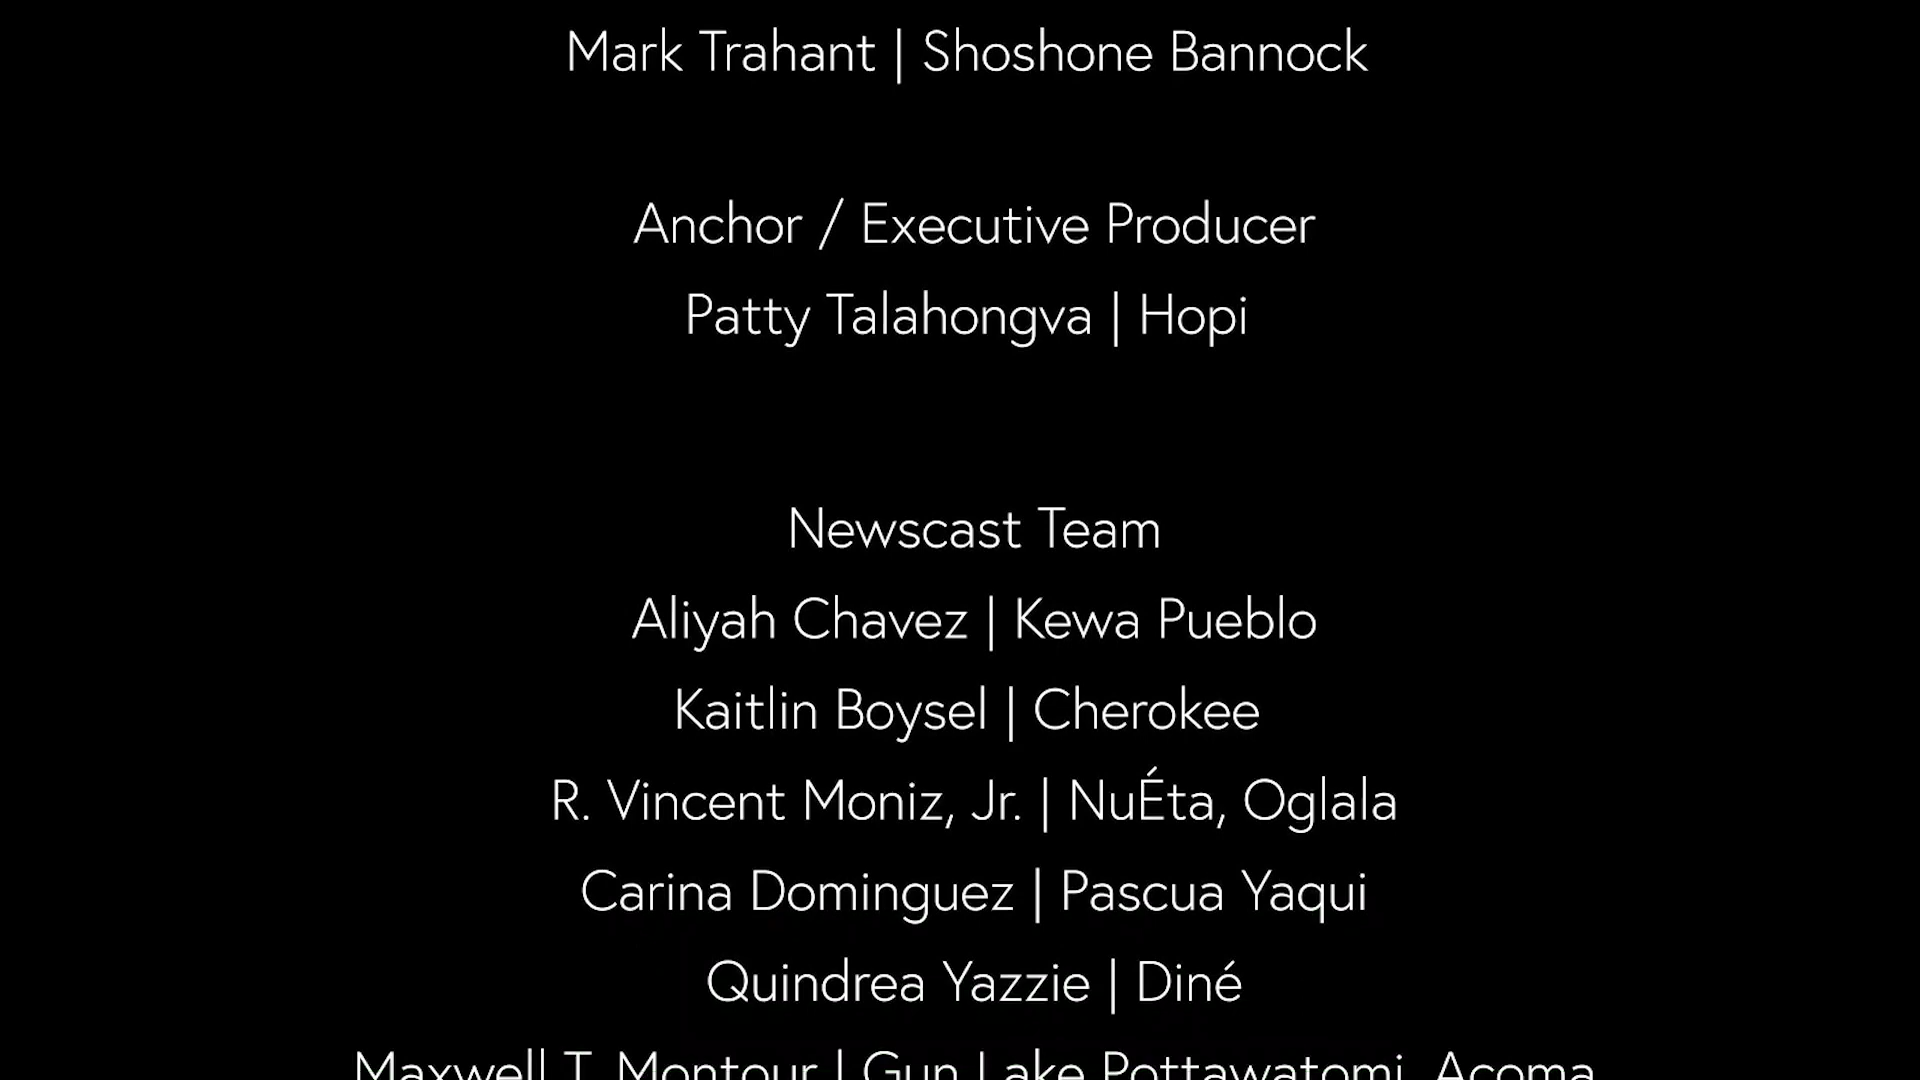 Mark Trahant | Shoshone Bannock
Anchor / Executive Producer
Patty Talahongva | Hopi
Newscast Team
Aliyah Chavez | Kewa Pueblo
Kaitlin Boysel | Cherokee
R. Vincent Moniz, Jr. | NuÉta, Oglala
Carina Dominguez | Pascua Yaqui
Quindrea Yazzie | Diné
Maxwell T. Montour | Gun Lake Pottawatomi, Acoma